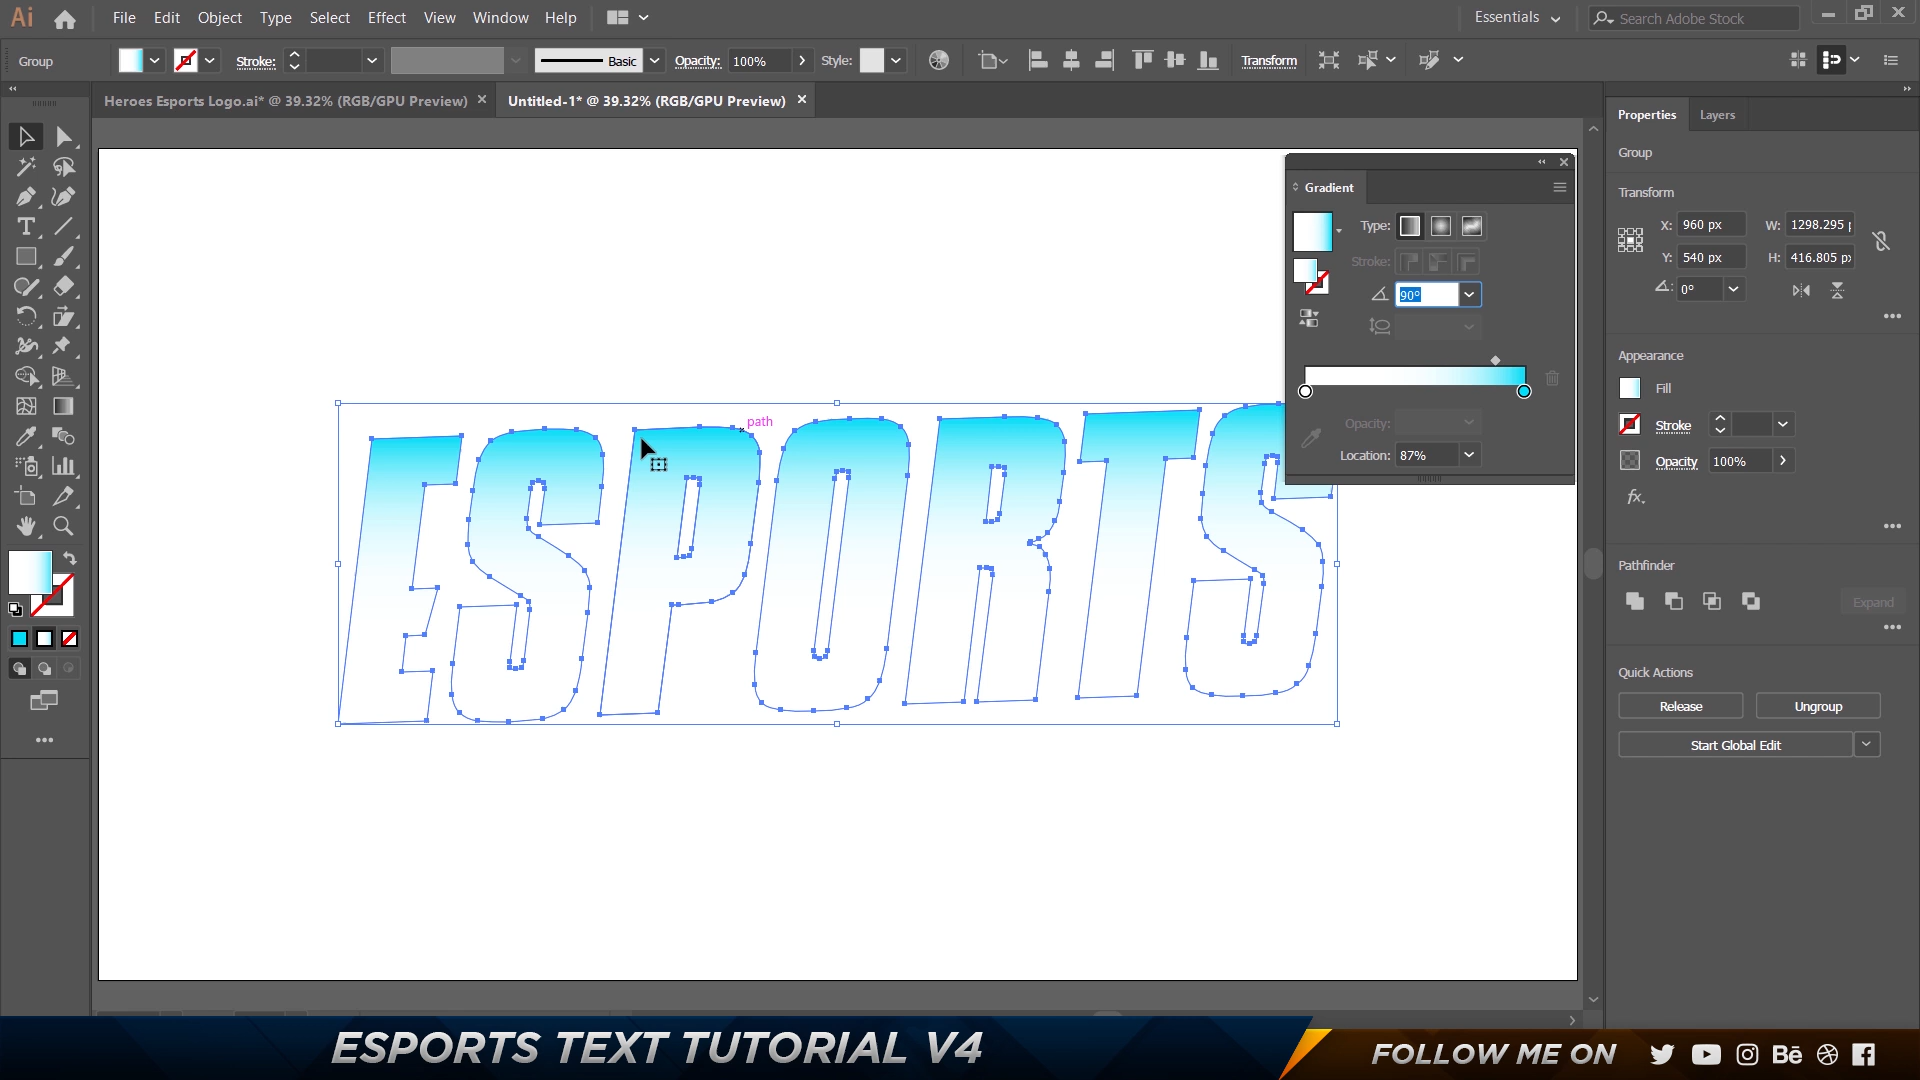 Ai File Edit Object Type Select Effect View Window Help Essentials Search Adobe Stock
Group Stroke: Basic Opacity: 100% Style: Transform
Heroes Esports Logo.ai* @ 39.32% (RGB/GPU Preview) Untitled-1* @ 39.32% (RGB/GPU Preview)
Properties Layers
Group
Transform
X: 960 px W: 1298.295
Y: 540 px H: 416.805 px
0°
Appearance
Fill
Stroke
Opacity 100%
fx.
Pathfinder
Expand
Quick Actions
Release Ungroup
Start Global Edit
Gradient
Type:
Stroke:
90°
Opacity:
Location: 87%
path
ESPORTS
ESPORTS TEXT TUTORIAL V4
FOLLOW ME ON
Bē